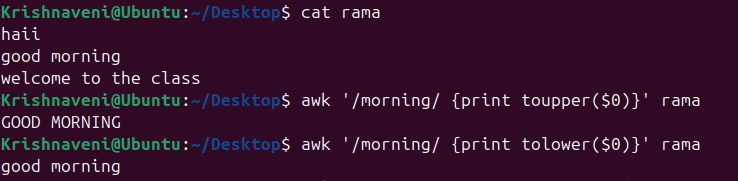 Krishnaveni@Ubuntu:~/Desktop$ cat rama
haii
good morning
welcome to the class
Krishnaveni@Ubuntu:~/Desktop$ awk '/morning/ {print toupper($0)}' rama
GOOD MORNING
Krishnaveni@Ubuntu:~/Desktop$ awk '/morning/ {print tolower($0)}' rama
good morning